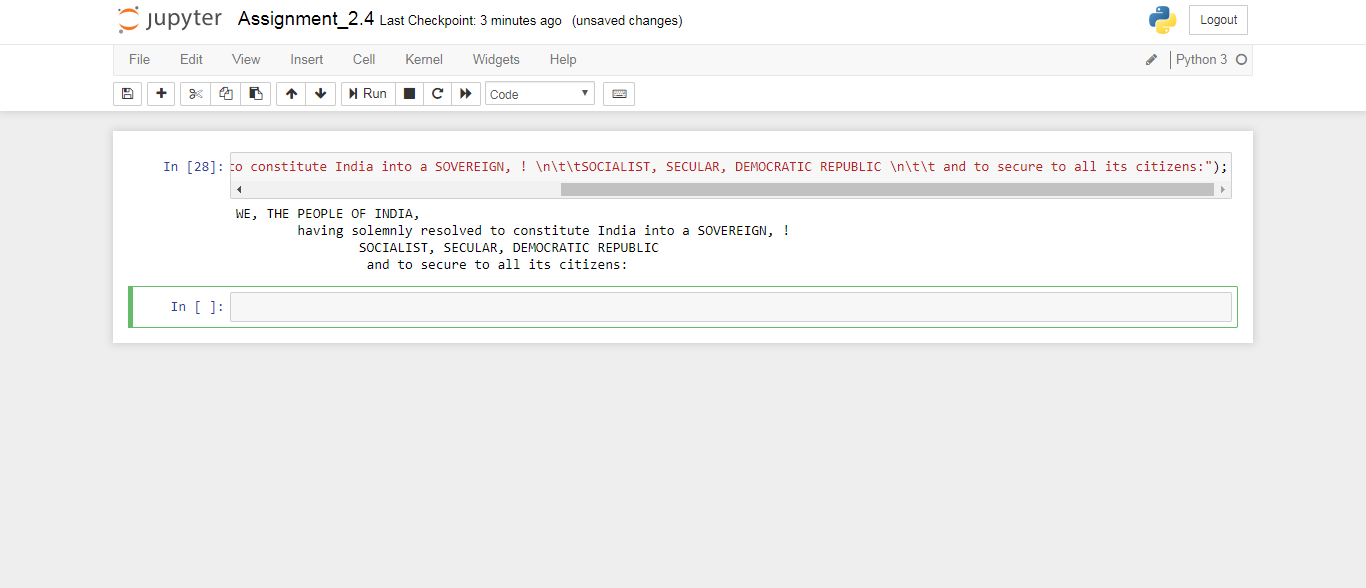 jupyter Assignment_2.4 Last Checkpoint: 3 minutes ago (unsaved changes)
Logout
File Edit View Insert Cell Kernel Widgets Help
Python 3
Run
Code
In [28]: to constitute India into a SOVEREIGN, ! \n\t\tSOCIALIST, SECULAR, DEMOCRATIC REPUBLIC \n\t\t and to secure to all its citizens:");
WE, THE PEOPLE OF INDIA,
having solemnly resolved to constitute India into a SOVEREIGN, !
SOCIALIST, SECULAR, DEMOCRATIC REPUBLIC
and to secure to all its citizens:
In [ ]: